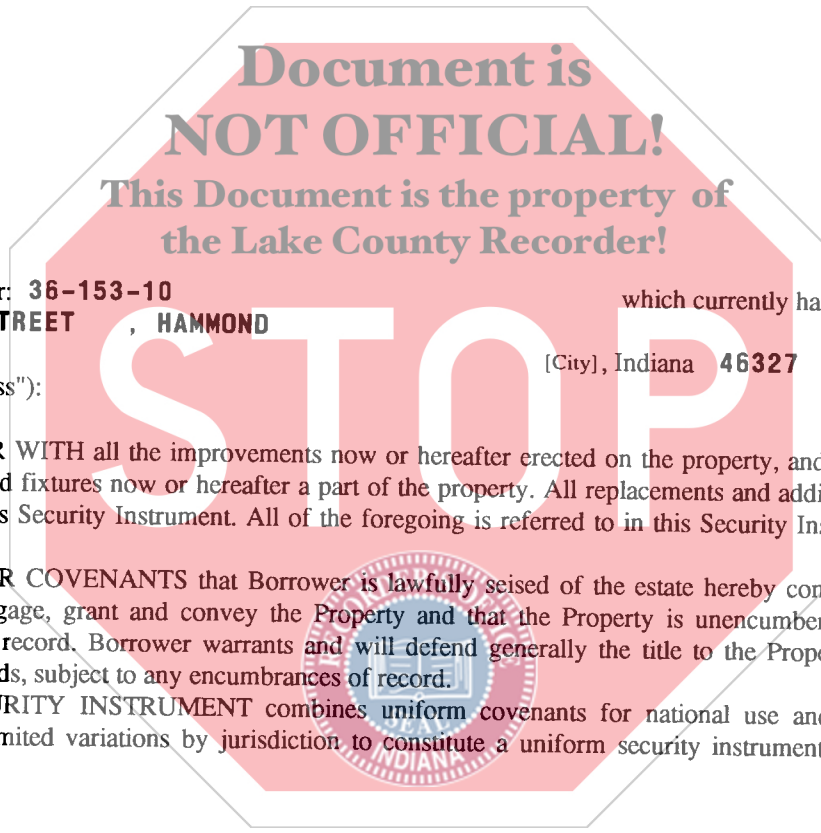 Document is
NOT OFFICIAL!
This Document is the property of
the Lake County Recorder!
r: 36-153-10 which currently ha
TREET , HAMMOND
[City], Indiana 46327
ss"):
STOP
R WITH all the improvements now or hereafter erected on the property, and
d fixtures now or hereafter a part of the property. All replacements and addi
s Security Instrument. All of the foregoing is referred to in this Security Ins
R COVENANTS that Borrower is lawfully seised of the estate hereby con
gage, grant and convey the Property and that the Property is unencumber
record. Borrower warrants and will defend generally the title to the Prope
ds, subject to any encumbrances of record.
URITY INSTRUMENT combines uniform covenants for national use and
mited variations by jurisdiction to constitute a uniform security instrument
RECORDER'S OFFICE
SEAL
INDIANA